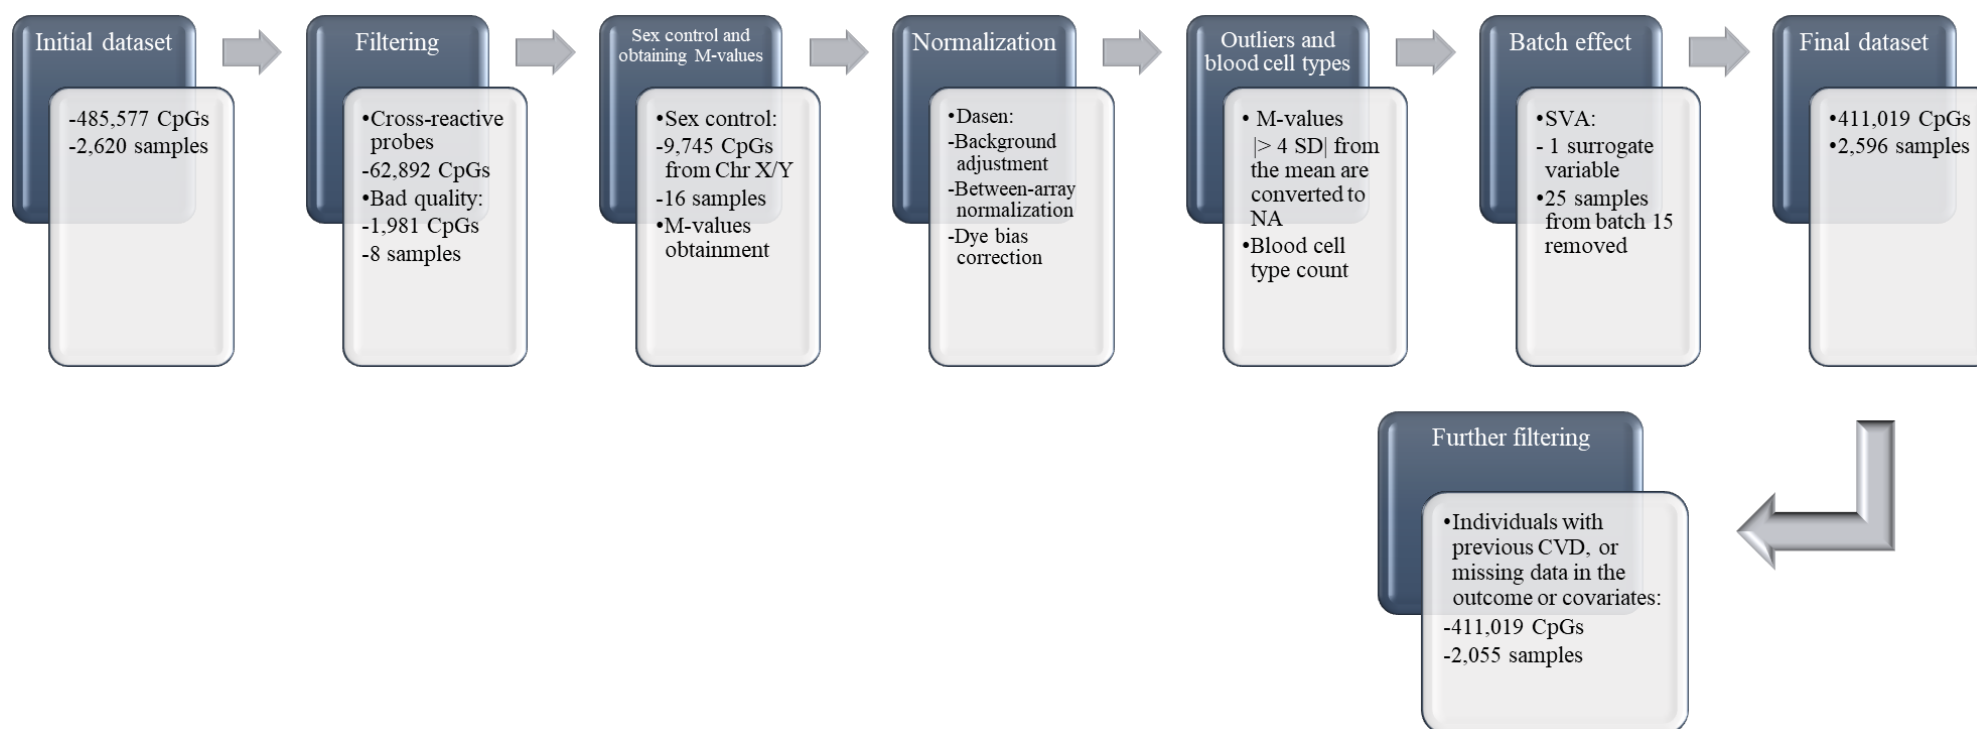 Initial dataset
-485,577 CpGs
-2,620 samples
Filtering
•Cross-reactive
probes
-62,892 CpGs
•Bad quality:
-1,981 CpGs
-8 samples
Sex control and
obtaining M-values
•Sex control:
-9,745 CpGs
from Chr X/Y
-16 samples
•M-values
obtainment
Normalization
•Dasen:
-Background
adjustment
-Between-array
normalization
-Dye bias
correction
Outliers and
blood cell types
• M-values
|> 4 SD| from
the mean are
converted to
NA
•Blood cell
type count
Batch effect
•SVA:
- 1 surrogate
variable
•25 samples
from batch 15
removed
Final dataset
•411,019 CpGs
•2,596 samples
Further filtering
•Individuals with
previous CVD, or
missing data in the
outcome or covariates:
-411,019 CpGs
-2,055 samples